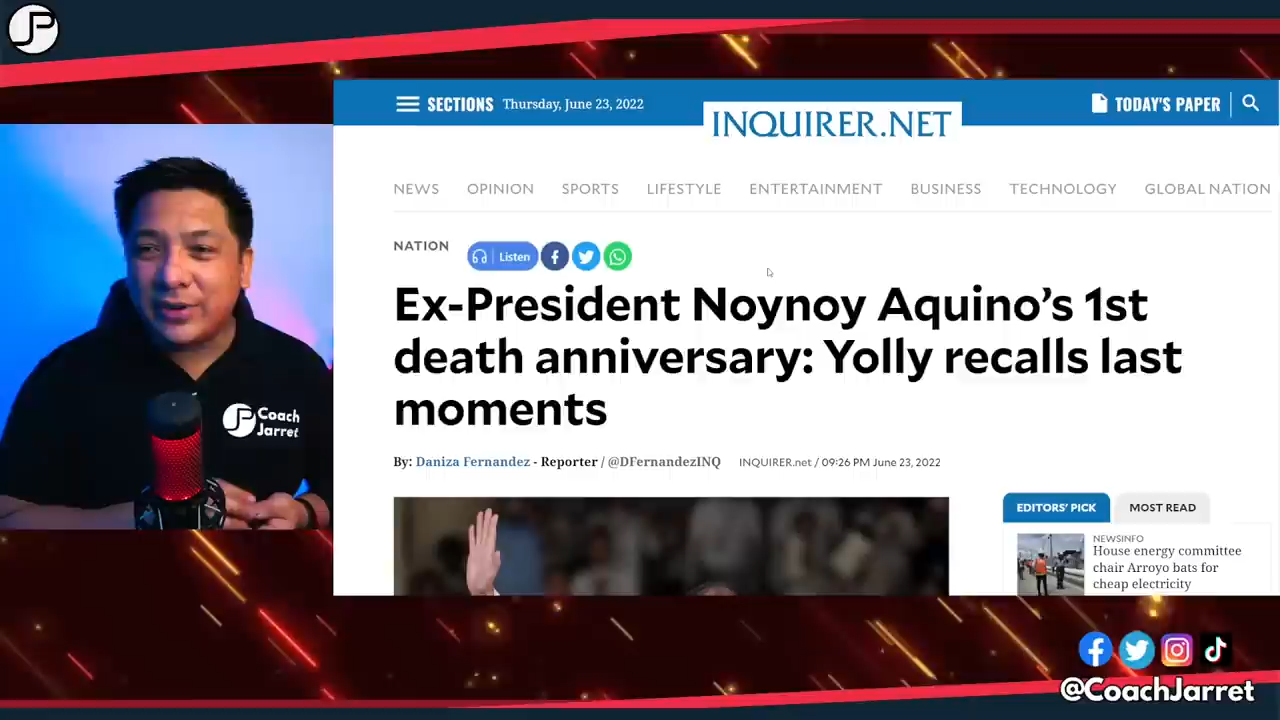 SECTIONS Thursday, June 23, 2022
INQUIRER.NET
TODAY'S PAPER
NEWS OPINION SPORTS LIFESTYLE ENTERTAINMENT BUSINESS TECHNOLOGY GLOBAL NATION
NATION
Listen
Ex-President Noynoy Aquino’s 1st
death anniversary: Yolly recalls last
moments
By: Daniza Fernandez - Reporter / @DFernandezINQ
INQUIRER.net / 09:26 PM June 23, 2022
EDITORS' PICK
MOST READ
NEWSINFO
House energy committee
chair Arroyo bats for
cheap electricity
Coach
Jarret
@CoachJarret